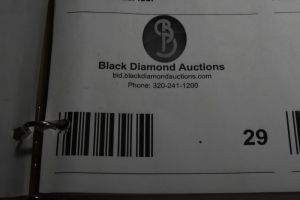 Black Diamond Auctions
bid.blackdiamondauctions.com
Phone: 320-241-1200
29